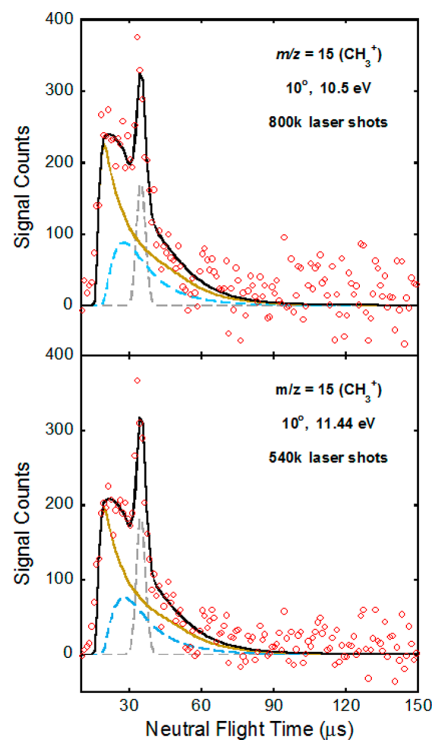 400
m/z = 15 (CH₃⁺)
10°, 10.5 eV
300
800k laser shots
Signal Counts
200
100
0
400
m/z = 15 (CH₃⁺)
10°, 11.44 eV
300
540k laser shots
Signal Counts
200
100
0
30 60 90 120 150
Neutral Flight Time (μs)